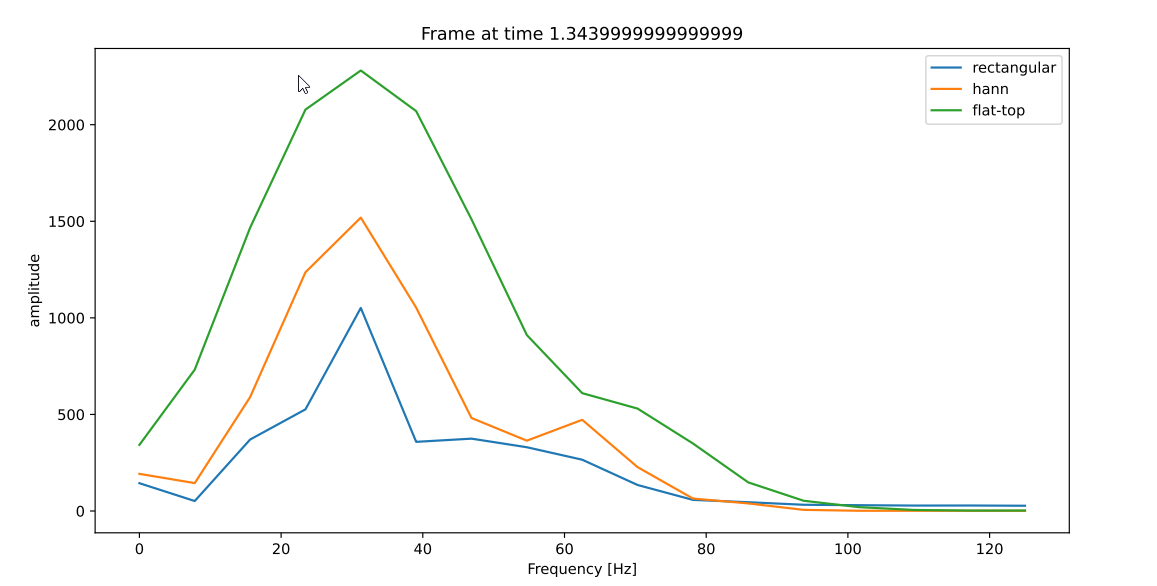 Frame at time 1.3439999999999999
rectangular
hann
flat-top
amplitude
2000
1500
1000
500
0
0 20 40 60 80 100 120
Frequency [Hz]